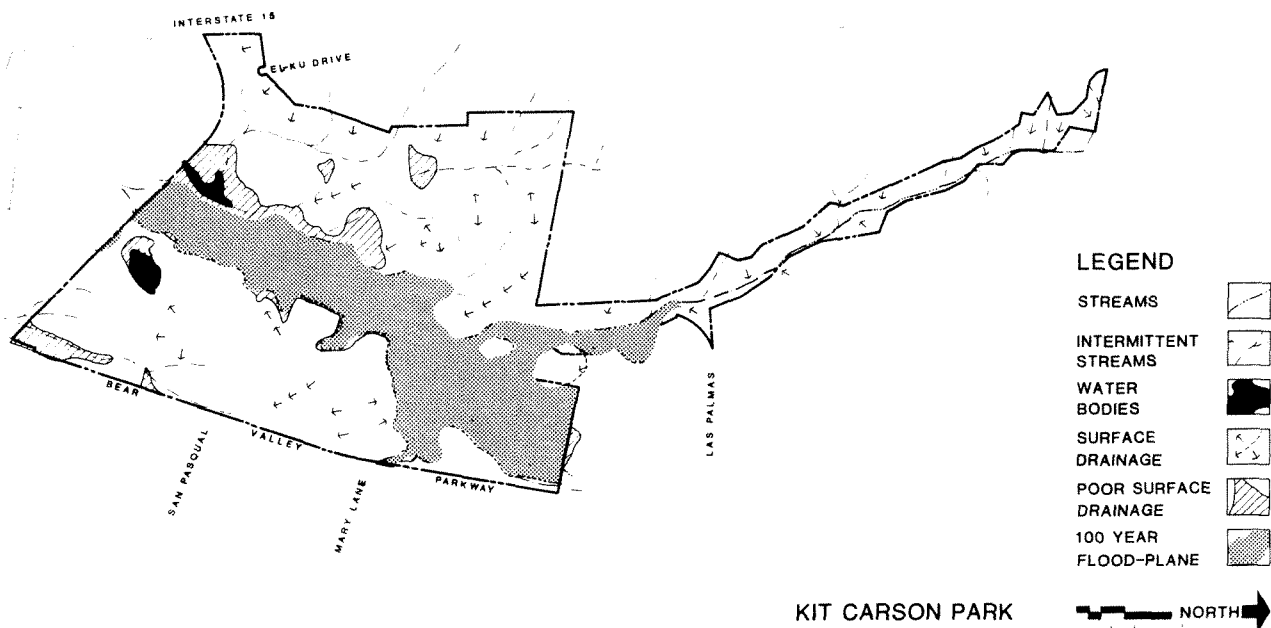 INTERSTATE 15
EL KU DRIVE
BEAR
VALLEY
PARKWAY
SAN PASQUAL
MARY LANE
LAS PALMAS
LEGEND
STREAMS
INTERMITTENT
STREAMS
WATER
BODIES
SURFACE
DRAINAGE
POOR SURFACE
DRAINAGE
100 YEAR
FLOOD-PLANE
KIT CARSON PARK
NORTH